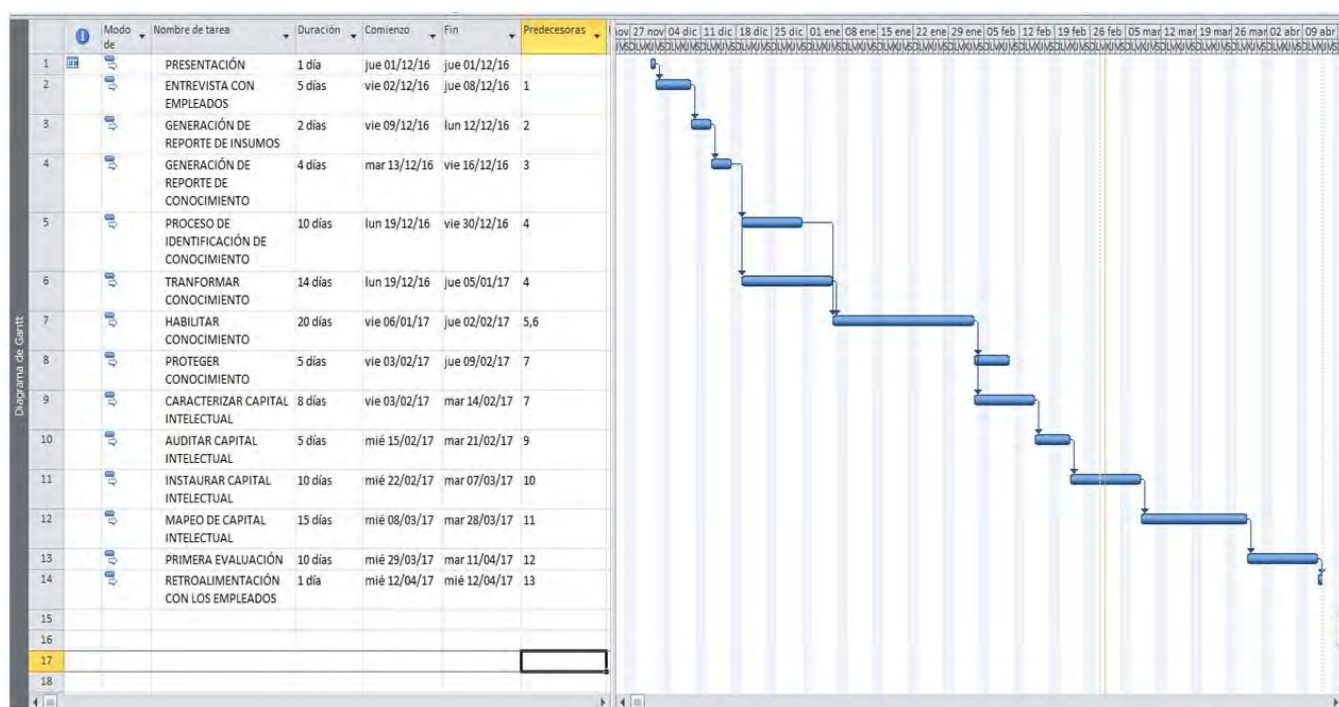 Modo de Nombre de tarea Duración Comienzo Fin Predecesoras
27 nov 04 dic 11 dic 18 dic 25 dic 01 ene 08 ene 15 ene 22 ene 29 ene 05 feb 12 feb 19 feb 26 feb 05 mar 12 mar 19 mar 26 mar 02 abr 09 abr
1 PRESENTACIÓN 1 día jue 01/12/16 jue 01/12/16
2 ENTREVISTA CON 5 días vie 02/12/16 jue 08/12/16 1
EMPLEADOS
3 GENERACIÓN DE 2 días vie 09/12/16 lun 12/12/16 2
REPORTE DE INSUMOS
4 GENERACIÓN DE 4 días mar 13/12/16 vie 16/12/16 3
REPORTE DE
CONOCIMIENTO
5 PROCESO DE 10 días lun 19/12/16 vie 30/12/16 4
IDENTIFICACIÓN DE
CONOCIMIENTO
6 TRANFORMAR 14 días lun 19/12/16 jue 05/01/17 4
CONOCIMIENTO
7 HABILITAR 20 días vie 06/01/17 jue 02/02/17 5,6
CONOCIMIENTO
8 PROTEGER 5 días vie 03/02/17 jue 09/02/17 7
CONOCIMIENTO
9 CARACTERIZAR CAPITAL 8 días vie 03/02/17 mar 14/02/17 7
INTELECTUAL
10 AUDITAR CAPITAL 5 días mié 15/02/17 mar 21/02/17 9
INTELECTUAL
11 INSTAURAR CAPITAL 10 días mié 22/02/17 mar 07/03/17 10
INTELECTUAL
12 MAPEO DE CAPITAL 15 días mié 08/03/17 mar 28/03/17 11
INTELECTUAL
13 PRIMERA EVALUACIÓN 10 días mié 29/03/17 mar 11/04/17 12
14 RETROALIMENTACIÓN 1 día mié 12/04/17 mié 12/04/17 13
CON LOS EMPLEADOS
15
16
17
18
Diagrama de Gantt